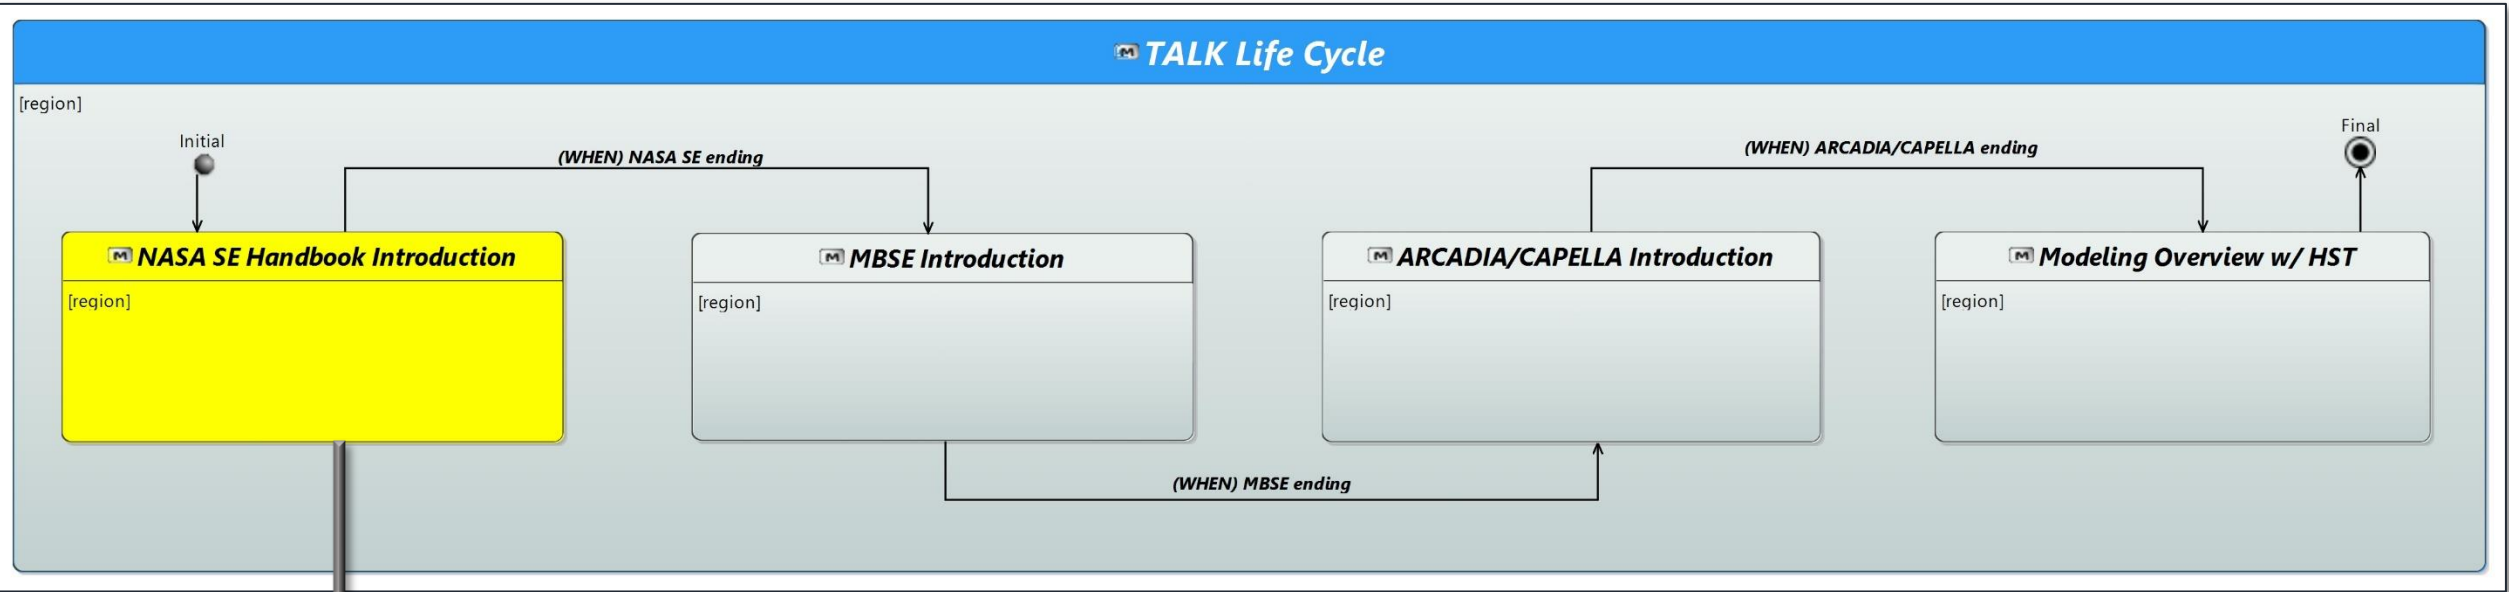 TALK Life Cycle
[region]
Initial
Final
(WHEN) NASA SE ending
(WHEN) ARCADIA/CAPELLA ending
NASA SE Handbook Introduction
MBSE Introduction
ARCADIA/CAPELLA Introduction
Modeling Overview w/ HST
[region]
[region]
[region]
[region]
(WHEN) MBSE ending